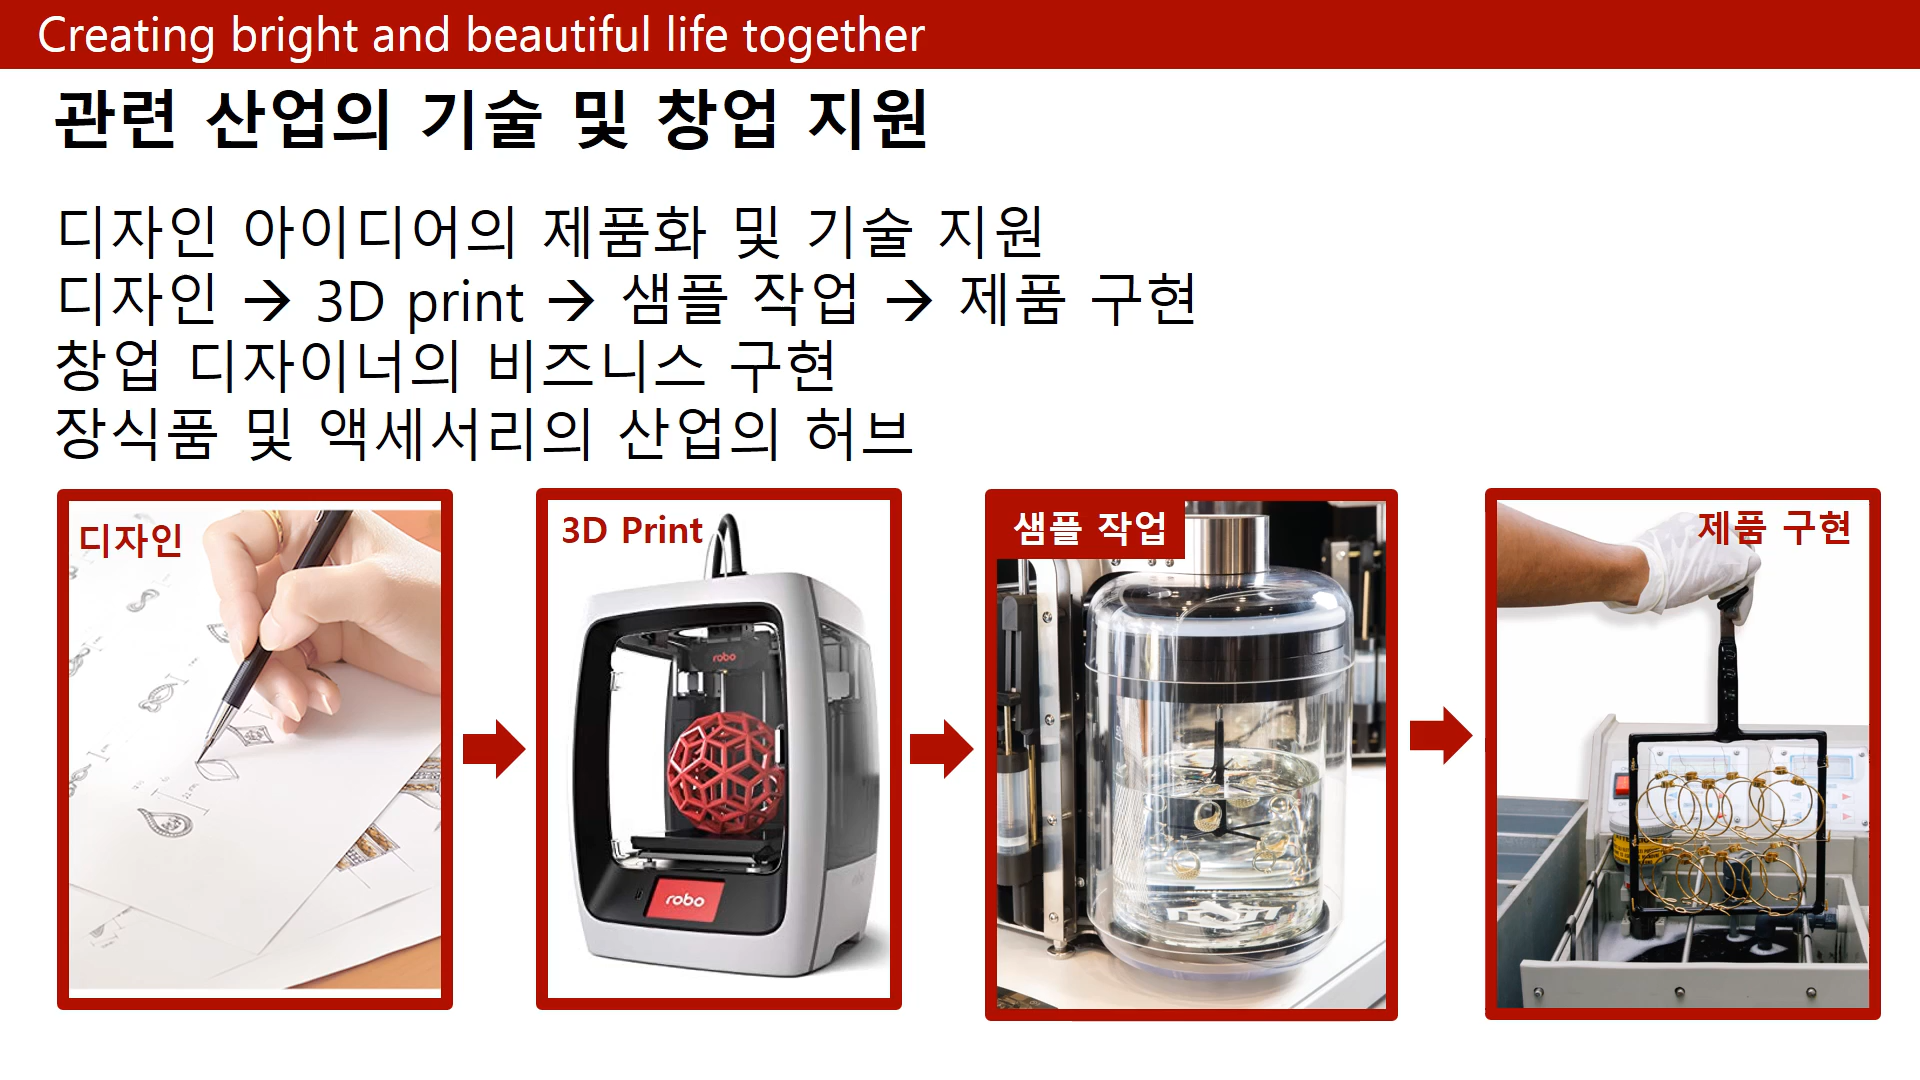 Creating bright and beautiful life together
관련 산업의 기술 및 창업 지원
디자인 아이디어의 제품화 및 기술 지원
디자인 → 3D print → 샘플 작업 → 제품 구현
창업 디자이너의 비즈니스 구현
장식품 및 액세서리의 산업의 허브
디자인
3D Print
샘플 작업
제품 구현
robo
robo